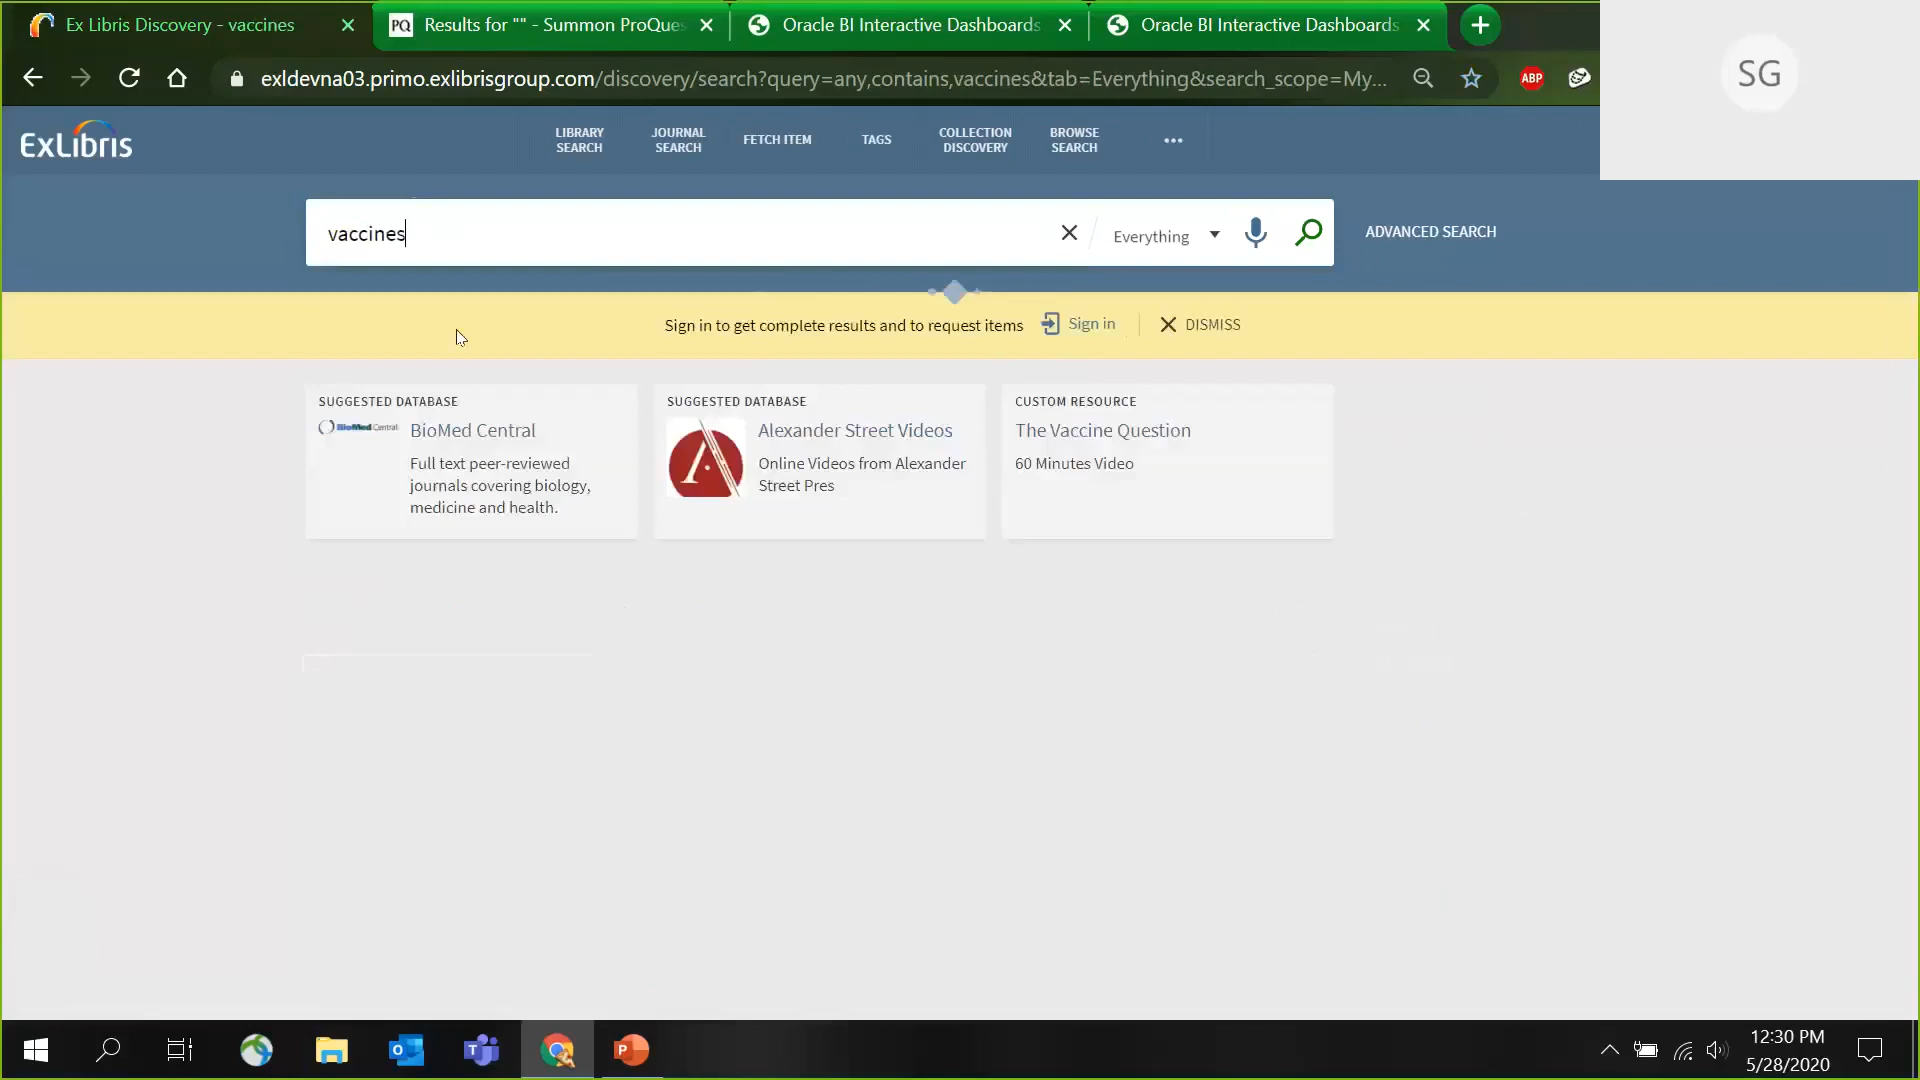 Ex Libris Discovery - vaccines
PQ Results for "" - Summon ProQues
Oracle BI Interactive Dashboards
Oracle BI Interactive Dashboards
exldevna03.primo.exlibrisgroup.com/discovery/search?query=any,contains,vaccines&tab=Everything&search_scope=My...
ABP
SG
ExLibris
LIBRARY
SEARCH
JOURNAL
SEARCH
FETCH ITEM
TAGS
COLLECTION
DISCOVERY
BROWSE
SEARCH
vaccines
Everything
ADVANCED SEARCH
Sign in to get complete results and to request items
Sign in
DISMISS
SUGGESTED DATABASE
BioMed Central
BioMed Central
Full text peer-reviewed
journals covering biology,
medicine and health.
SUGGESTED DATABASE
Alexander Street Videos
Online Videos from Alexander
Street Pres
CUSTOM RESOURCE
The Vaccine Question
60 Minutes Video
12:30 PM
5/28/2020